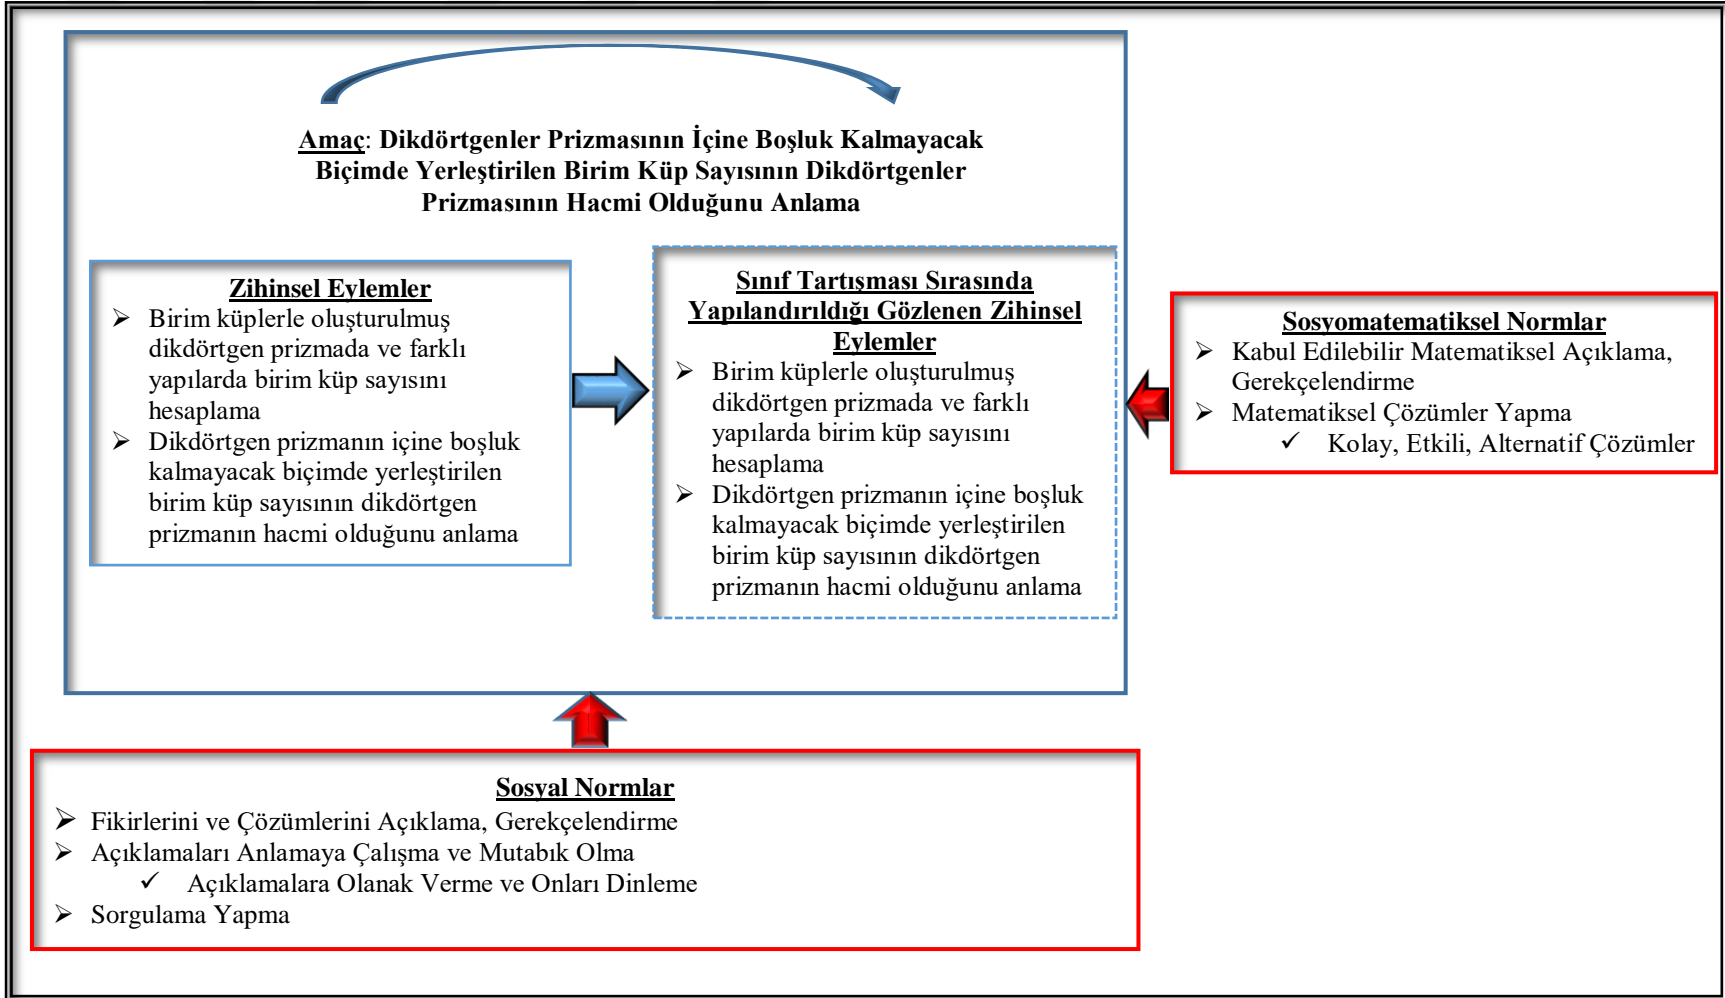 Amaç: Dikdörtgenler Prizmasının İçine Boşluk Kalmayacak
Biçimde Yerleştirilen Birim Küp Sayısının Dikdörtgenler
Prizmasının Hacmi Olduğunu Anlama
Zihinsel Eylemler
➢ Birim küplerle oluşturulmuş
dikdörtgen prizmada ve farklı
yapılarda birim küp sayısını
hesaplama
➢ Dikdörtgen prizmanın içine boşluk
kalmayacak biçimde yerleştirilen
birim küp sayısının dikdörtgen
prizmanın hacmi olduğunu anlama
Sınıf Tartışması Sırasında
Yapılandırıldığı Gözlenen Zihinsel
Eylemler
➢ Birim küplerle oluşturulmuş
dikdörtgen prizmada ve farklı
yapılarda birim küp sayısını
hesaplama
➢ Dikdörtgen prizmanın içine boşluk
kalmayacak biçimde yerleştirilen
birim küp sayısının dikdörtgen
prizmanın hacmi olduğunu anlama
Sosyomatematiksel Normlar
➢ Kabul Edilebilir Matematiksel Açıklama,
Gerekçelendirme
➢ Matematiksel Çözümler Yapma
✓ Kolay, Etkili, Alternatif Çözümler
Sosyal Normlar
➢ Fikirlerini ve Çözümlerini Açıklama, Gerekçelendirme
➢ Açıklamaları Anlamaya Çalışma ve Mutabık Olma
✓ Açıklamalara Olanak Verme ve Onları Dinleme
➢ Sorgulama Yapma